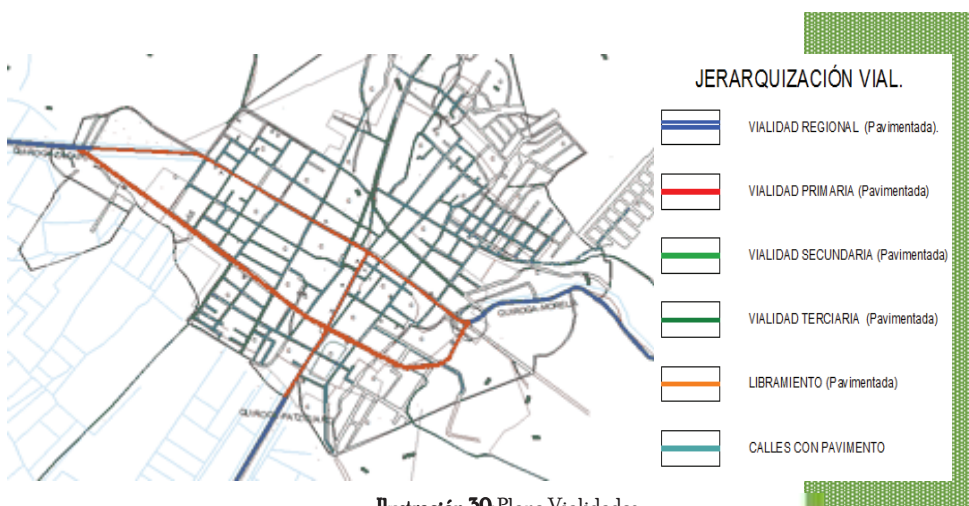 JERARQUIZACIÓN VIAL.
VIALIDAD REGIONAL (Pavimentada).
VIALIDAD PRIMARIA (Pavimentada)
VIALIDAD SECUNDARIA (Pavimentada)
VIALIDAD TERCIARIA (Pavimentada)
LIBRAMIENTO (Pavimentada)
CALLES CON PAVIMENTO
QUIROGA-MORELIA
Ilustración 30 Plano Vialidades